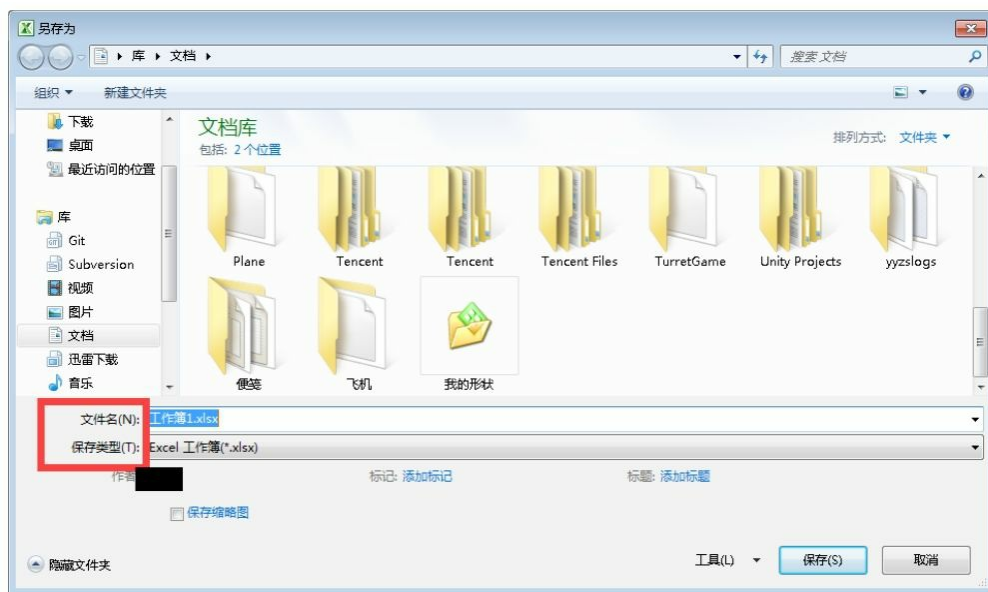 另存为
库 文档
搜索 文档
组织 新建文件夹
下载
桌面
最近访问的位置
库
Git
Subversion
视频
图片
文档
迅雷下载
音乐
文档库
包括: 2 个位置
排列方式: 文件夹
Plane Tencent Tencent Tencent Files TurretGame Unity Projects yyzslogs
便笺 飞机 我的形状
文件名(N): 工作簿1.xlsx
保存类型(T): Excel 工作簿(*.xlsx)
作者 标记: 添加标记 标题: 添加标题
保存缩略图
隐藏文件夹 工具(L) 保存(S) 取消